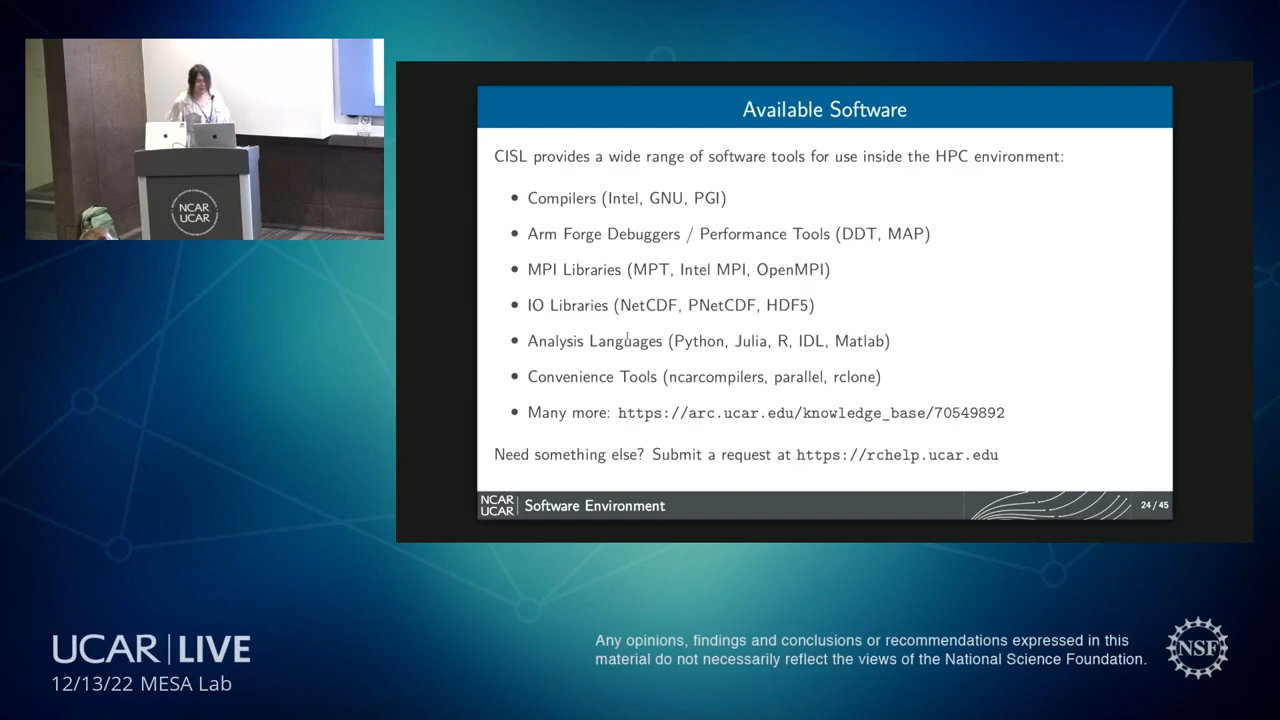 NCAR
UCAR
Available Software
CISL provides a wide range of software tools for use inside the HPC environment:
• Compilers (Intel, GNU, PGI)
• Arm Forge Debuggers / Performance Tools (DDT, MAP)
• MPI Libraries (MPT, Intel MPI, OpenMPI)
• IO Libraries (NetCDF, PNetCDF, HDF5)
• Analysis Languages (Python, Julia, R, IDL, Matlab)
• Convenience Tools (ncarcompilers, parallel, rclone)
• Many more: https://arc.ucar.edu/knowledge_base/70549892
Need something else? Submit a request at https://rchelp.ucar.edu
NCAR
UCAR
Software Environment
24 / 45
UCAR | LIVE
12/13/22 MESA Lab
Any opinions, findings and conclusions or recommendations expressed in this
material do not necessarily reflect the views of the National Science Foundation.
NSF